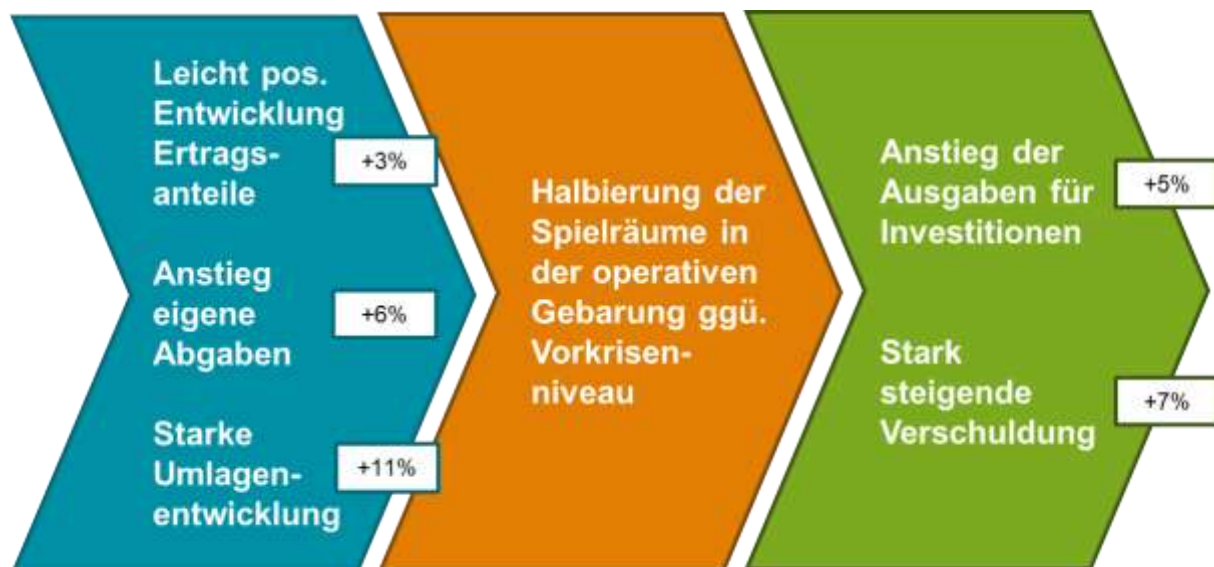 Leicht pos.
Entwicklung
Ertrags-
anteile
+3%
Anstieg
eigene
Abgaben
+6%
Starke
Umlagen-
entwicklung
+11%
Halbierung der
Spielräume in
der operativen
Gebarung ggü.
Vorkrisen-
niveau
Anstieg der
Ausgaben für
Investitionen
+5%
Stark
steigende
Verschuldung
+7%